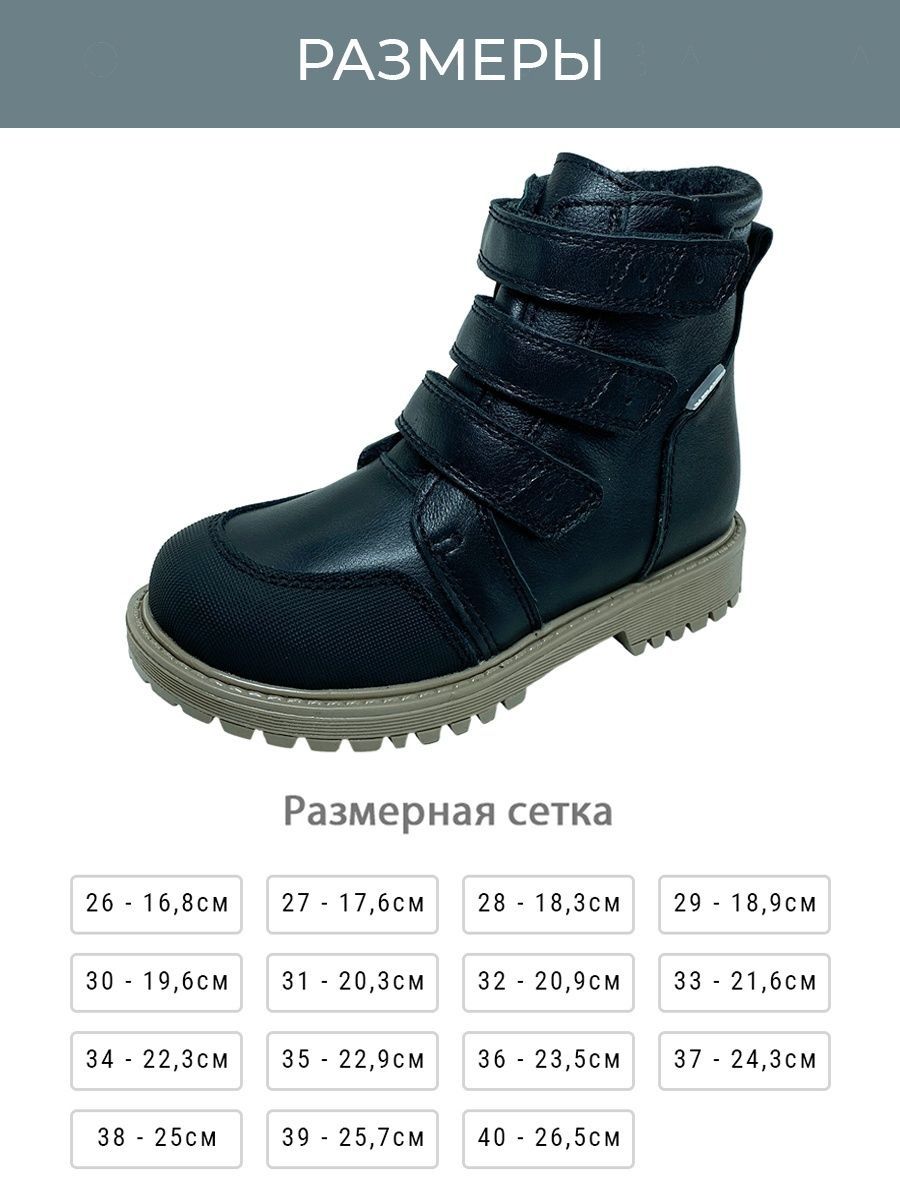 РАЗМЕРЫ
Размерная сетка
26 - 16,8см 27 - 17,6см 28 - 18,3см 29 - 18,9см
30 - 19,6см 31 - 20,3см 32 - 20,9см 33 - 21,6см
34 - 22,3см 35 - 22,9см 36 - 23,5см 37 - 24,3см
38 - 25см 39 - 25,7см 40 - 26,5см